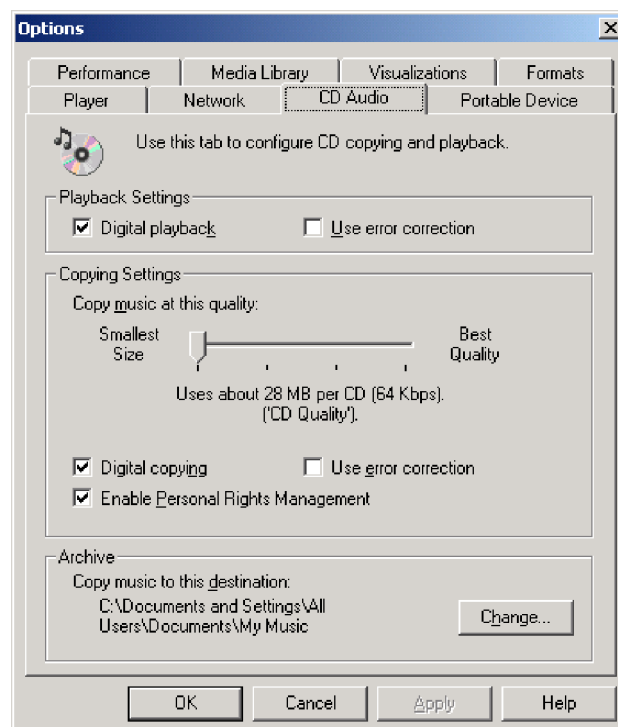 Options
Performance
Media Library
Visualizations
Formats
Player
Network
CD Audio
Portable Device
Use this tab to configure CD copying and playback.
Playback Settings
Digital playback
Use error correction
Copying Settings
Copy music at this quality:
Smallest
Size
Best
Quality
Uses about 28 MB per CD (64 Kbps).
('CD Quality').
Digital copying
Use error correction
Enable Personal Rights Management
Archive
Copy music to this destination:
C:\Documents and Settings\All
Users\Documents\My Music
Change...
OK
Cancel
Apply
Help